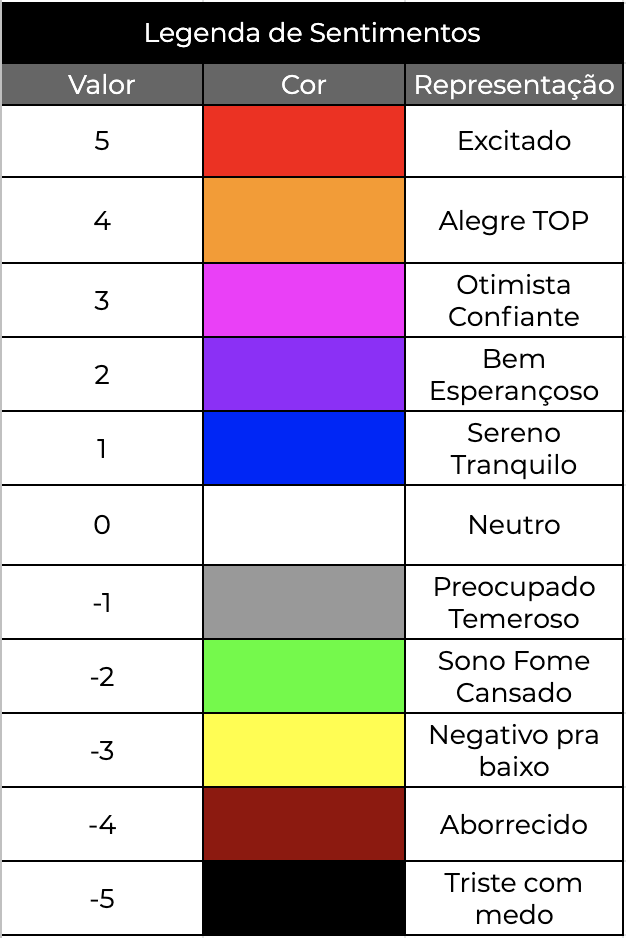 Legenda de Sentimentos
Valor Cor Representação
5 Excitado
4 Alegre TOP
3 Otimista
Confiante
2 Bem
Esperançoso
1 Sereno
Tranquilo
0 Neutro
-1 Preocupado
Temeroso
-2 Sono Fome
Cansado
-3 Negativo pra
baixo
-4 Aborrecido
-5 Triste com
medo